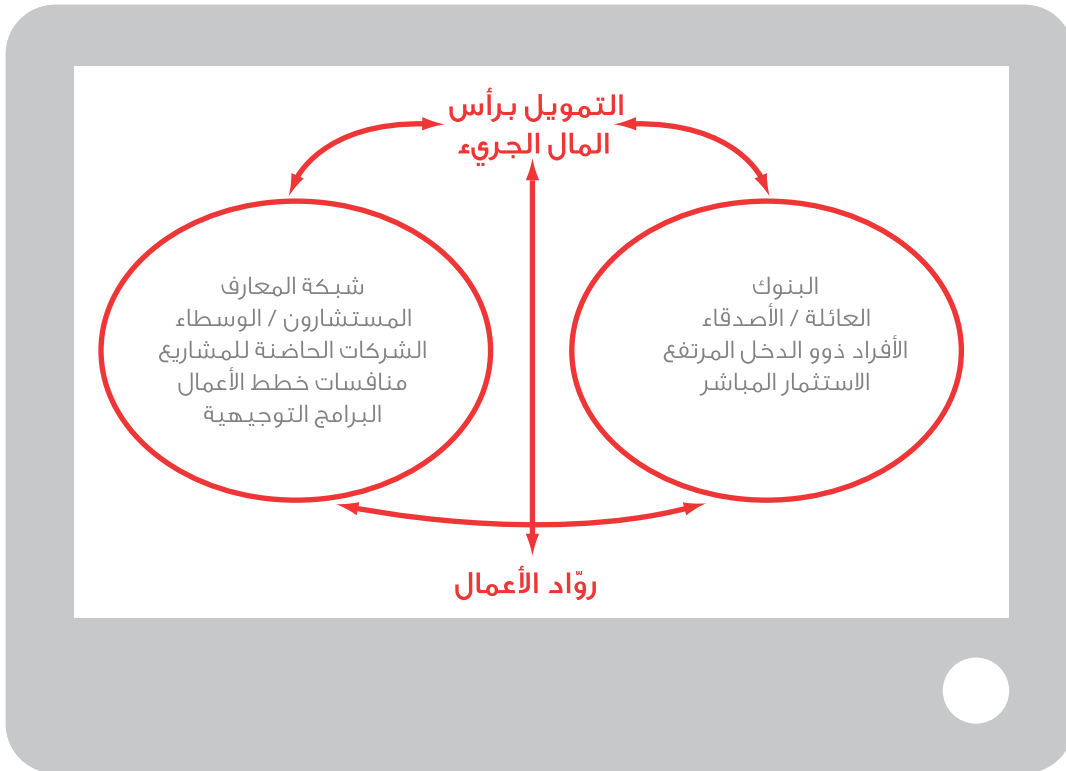 التمويل برأس
المال الجريء
البنوك
العائلة / الأصدقاء
الأفراد ذوو الدخل المرتفع
الاستثمار المباشر
شبكة المعارف
المستشارون / الوسطاء
الشركات الحاضنة للمشاريع
منافسات خطط الأعمال
البرامج التوجيهية
روّاد الأعمال